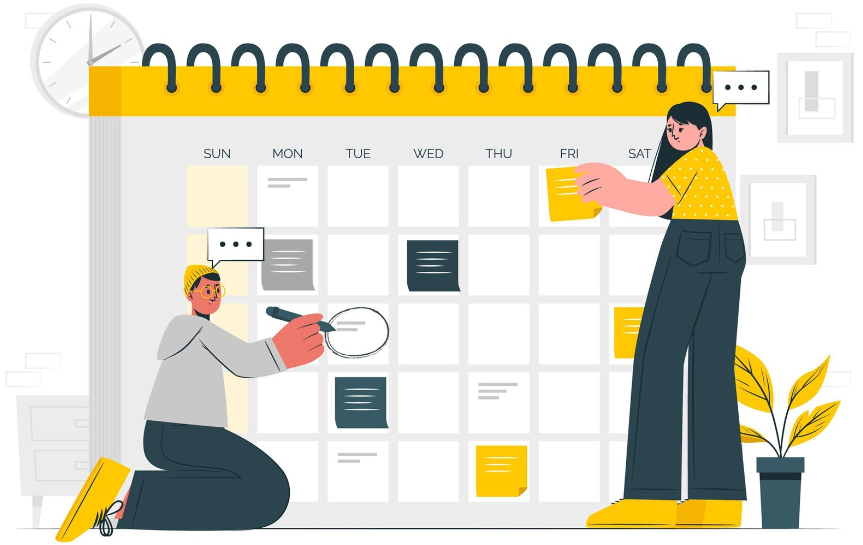 SUN MON TUE WED THU FRI SAT